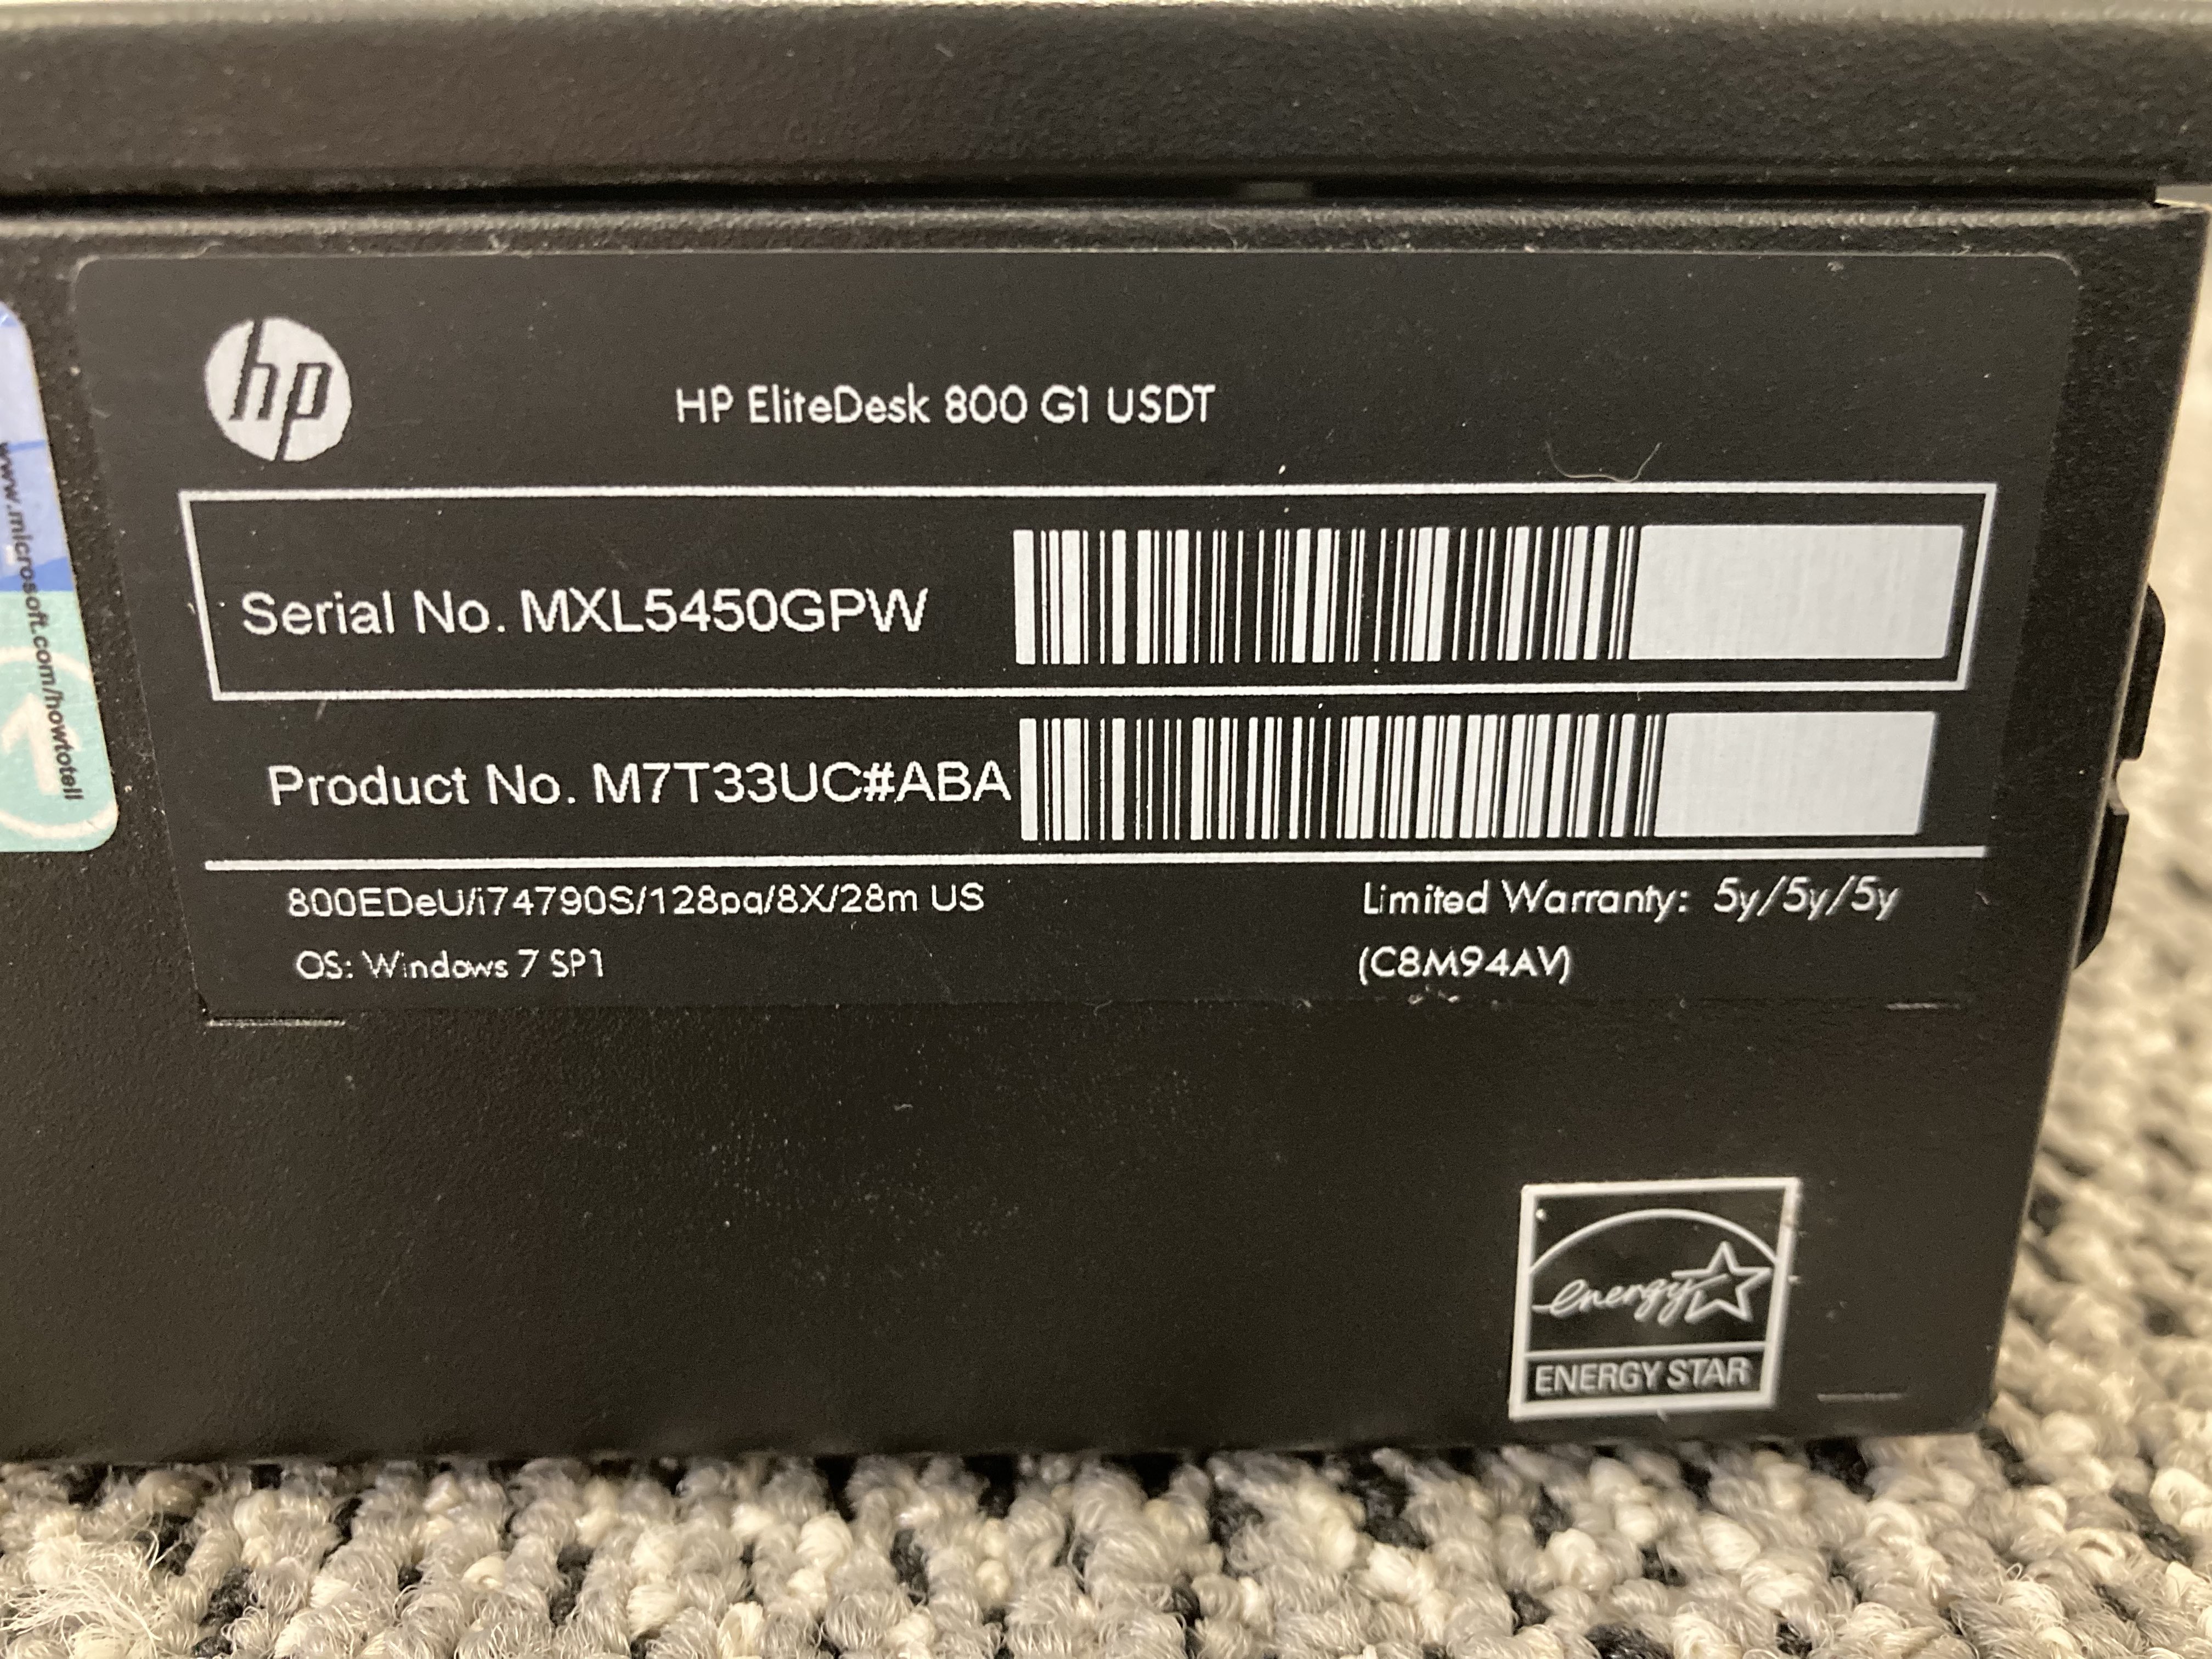 hp
HP EliteDesk 800 G1 USDT
Serial No. MXL5450GPW
Product No. M7T33UC#ABA
800EDeU/i74790S/128pq/8X/28m US
Limited Warranty: 5y/5y/5y
OS: Windows 7 SP1
(C8M94AV)
www.microsoft.com/howtotell
energy
ENERGY STAR